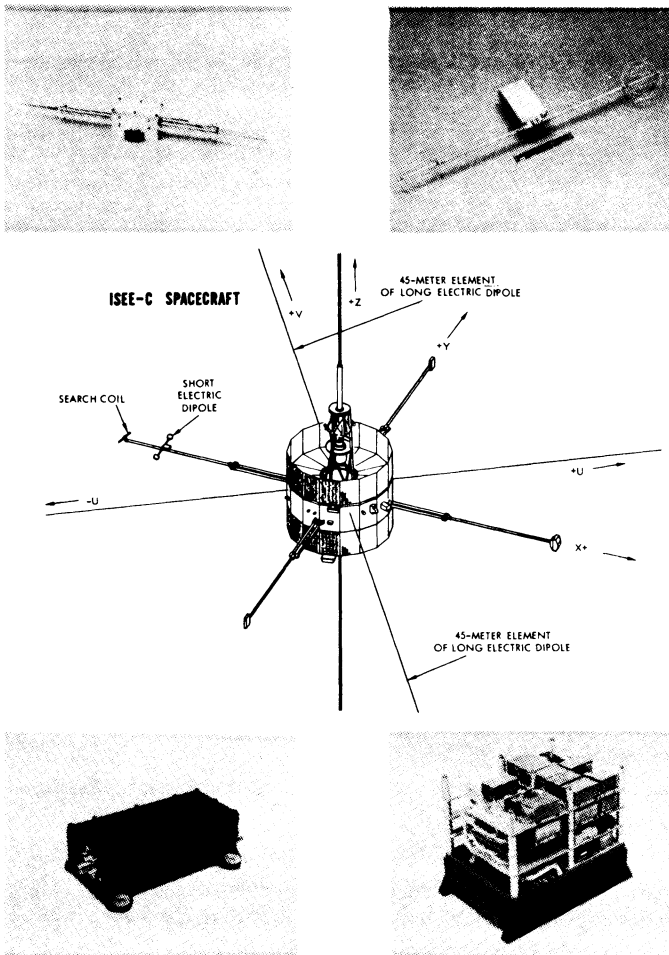 ISEE-C SPACECRAFT
45-METER ELEMENT
OF LONG ELECTRIC DIPOLE
+V
+Z
+Y
SEARCH COIL
SHORT
ELECTRIC
DIPOLE
-U
+U
X+
45-METER ELEMENT
OF LONG ELECTRIC DIPOLE